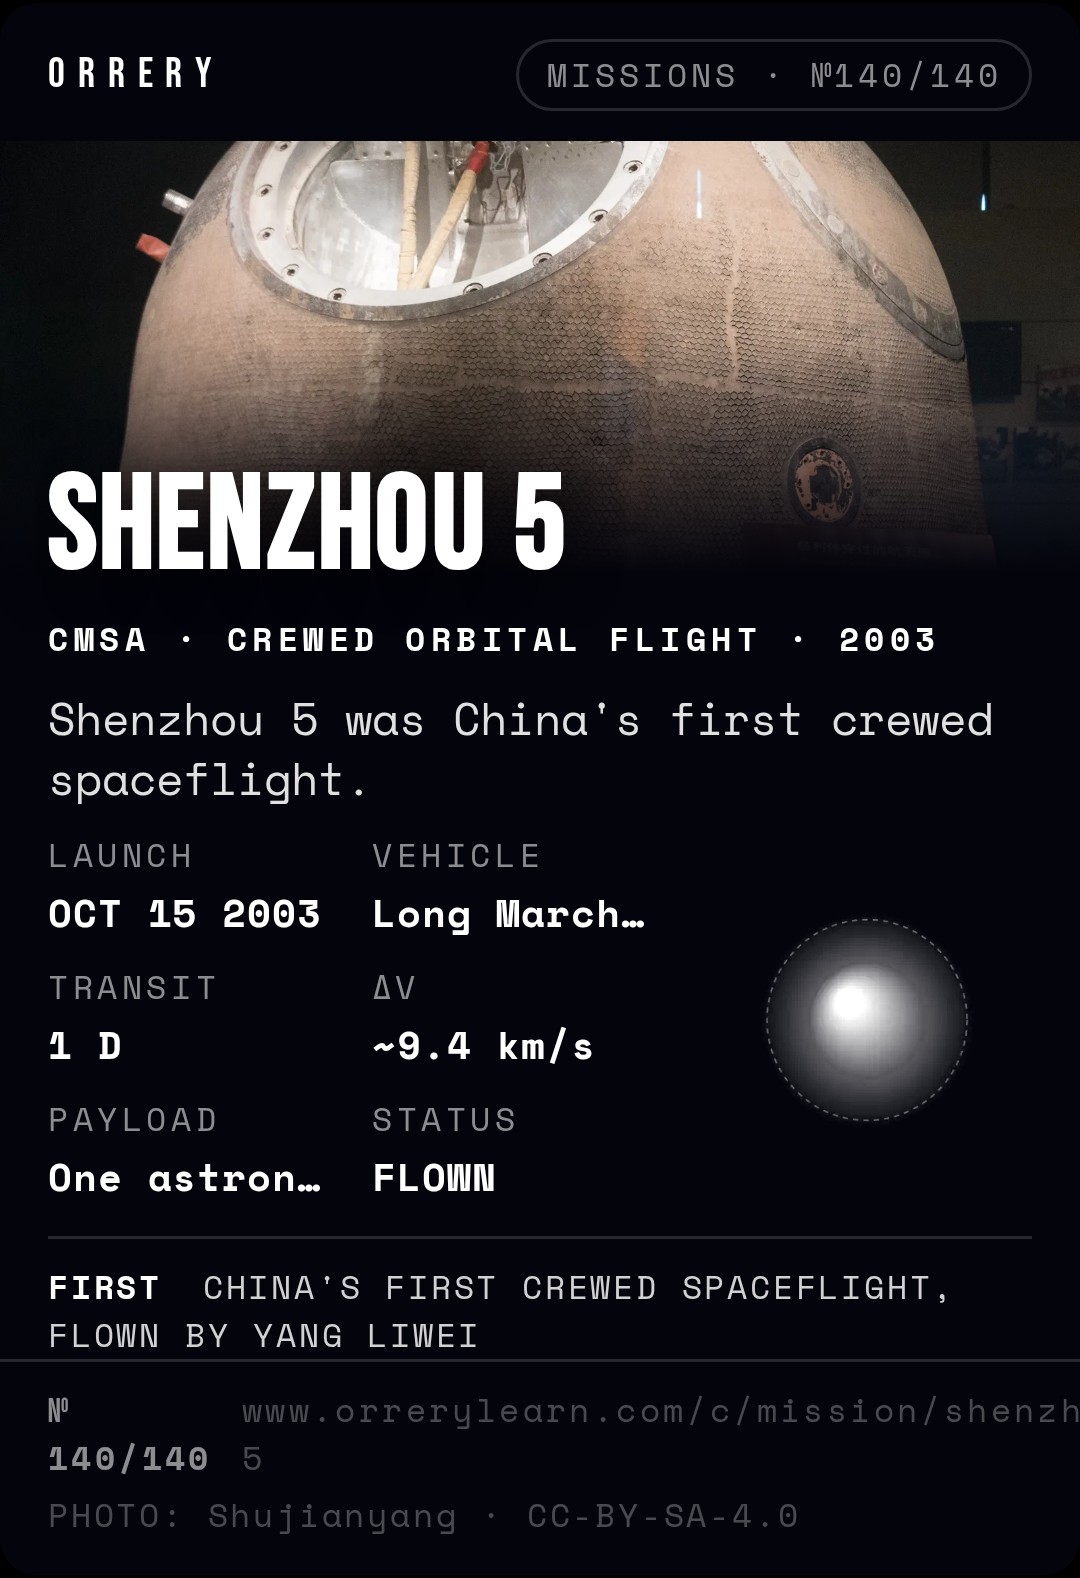 ORRERY
MISSIONS · №140/140
SHENZHOU 5
CMSA · CREWED ORBITAL FLIGHT · 2003
Shenzhou 5 was China's first crewed
spaceflight.
LAUNCH VEHICLE
OCT 15 2003 Long March…
TRANSIT ΔV
1 D ~9.4 km/s
PAYLOAD STATUS
One astron… FLOWN
FIRST CHINA'S FIRST CREWED SPACEFLIGHT,
FLOWN BY YANG LIWEI
№ www.orrerylearn.com/c/mission/shenzh
140/140 5
PHOTO: Shujianyang · CC-BY-SA-4.0